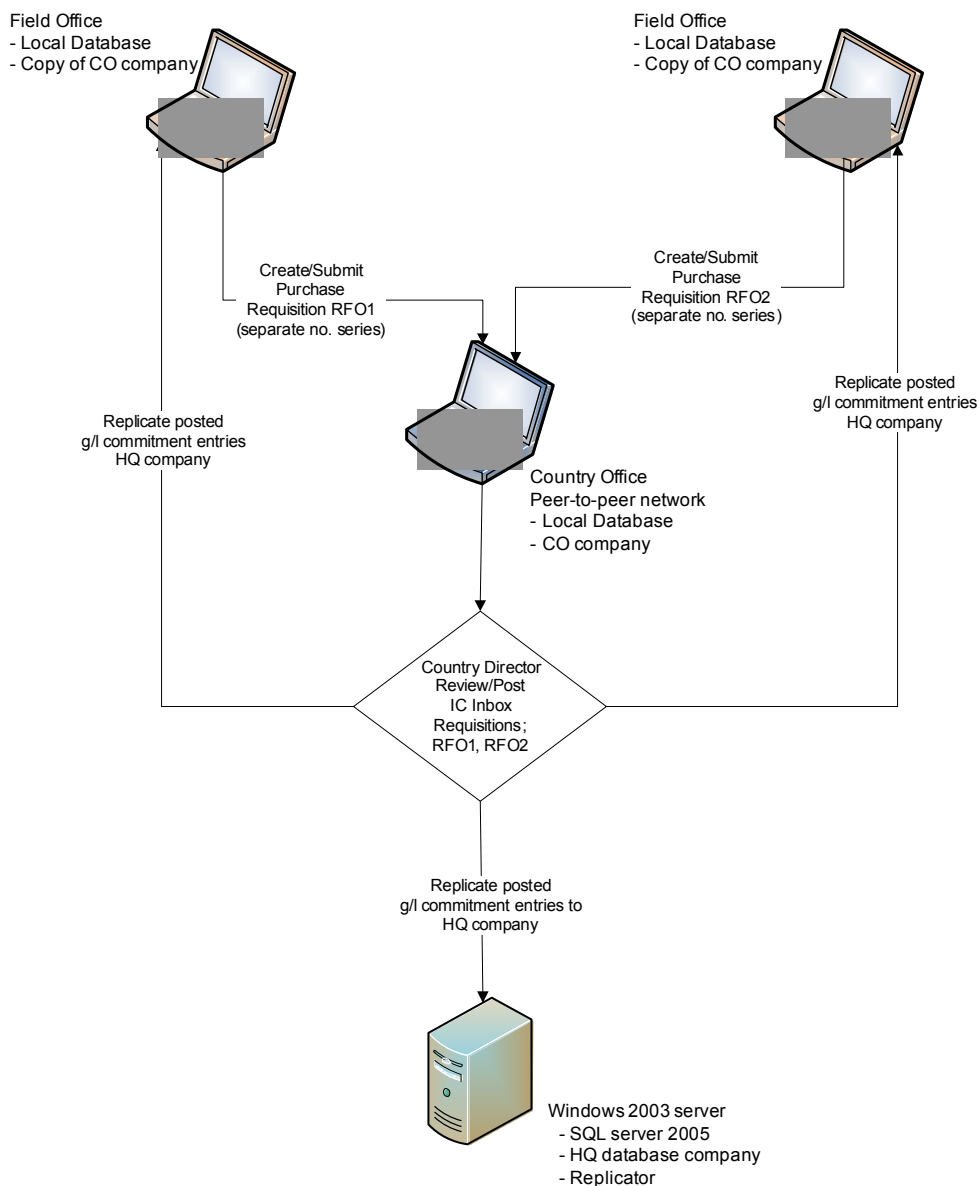 Field Office
- Local Database
- Copy of CO company
Field Office
- Local Database
- Copy of CO company
Create/Submit
Purchase
Requisition RFO1
(separate no. series)
Create/Submit
Purchase
Requisition RFO2
(separate no. series)
Replicate posted
g/l commitment entries
HQ company
Replicate posted
g/l commitment entries
HQ company
Country Office
Peer-to-peer network
- Local Database
- CO company
Country Director
Review/Post
IC Inbox
Requisitions;
RFO1, RFO2
Replicate posted
g/l commitment entries to
HQ company
Windows 2003 server
- SQL server 2005
- HQ database company
- Replicator